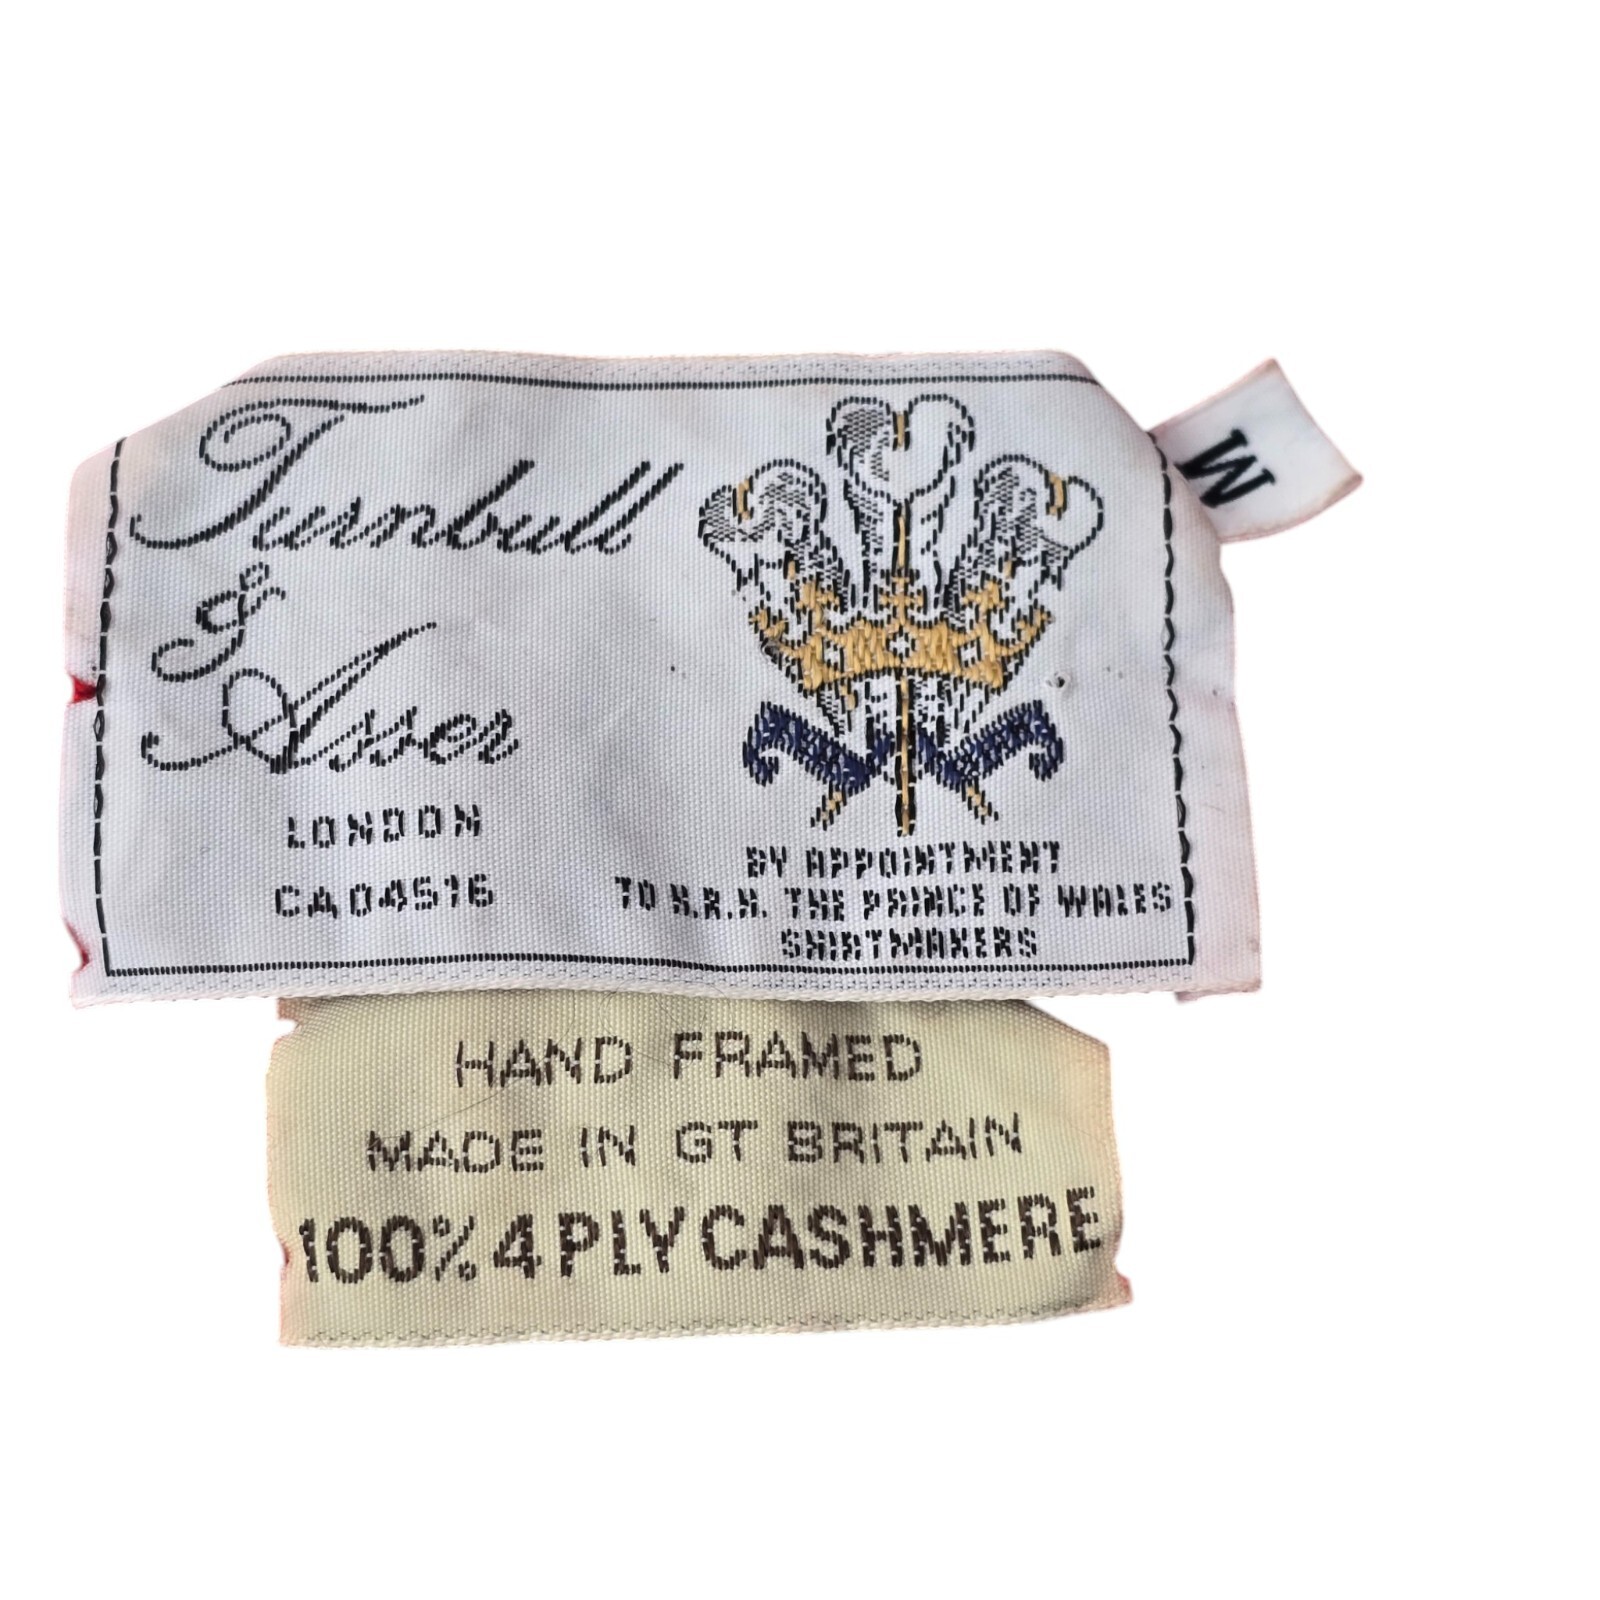 Turnbull
&
Asser
LONDON
CA04516
BY APPOINTMENT
TO H.R.H. THE PRINCE OF WALES
SHIRTMAKERS
M
HAND FRAMED
MADE IN GT BRITAIN
100% 4 PLY CASHMERE